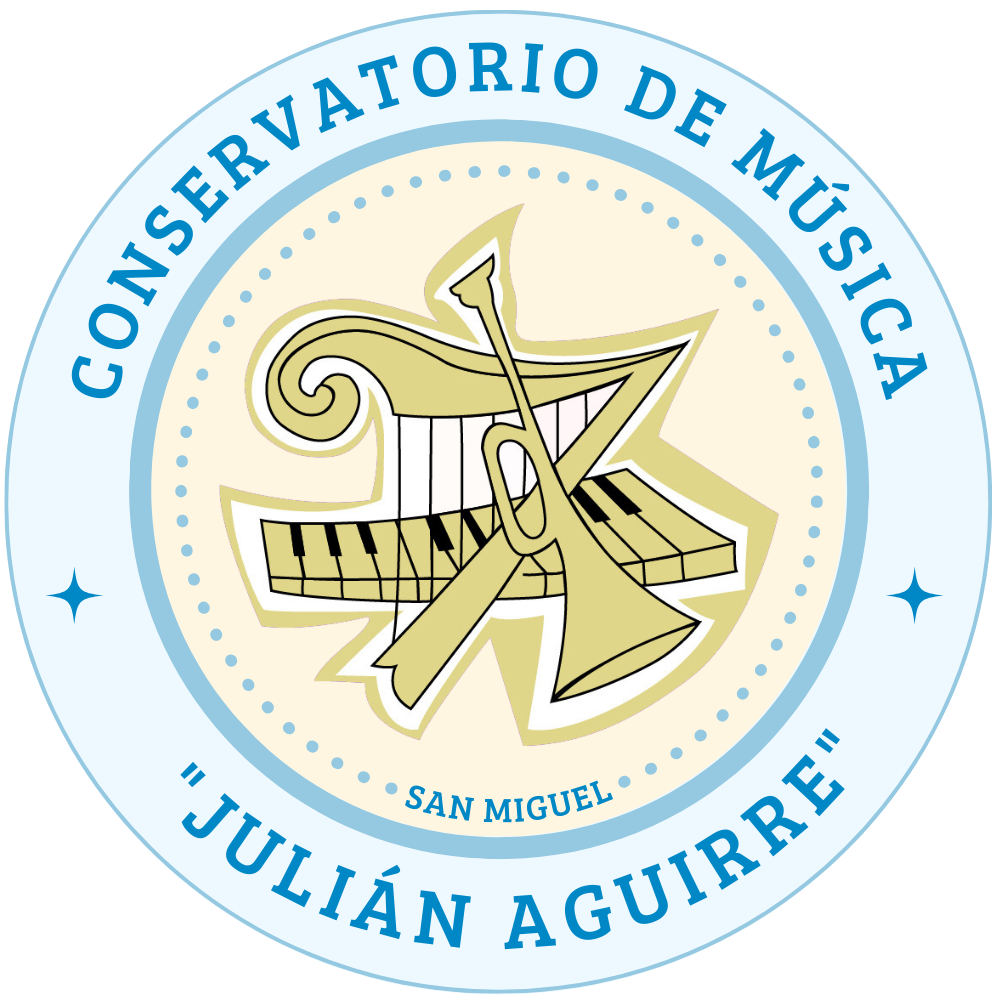 CONSERVATORIO DE MÚSICA
SAN MIGUEL
"JULIÁN AGUIRRE"